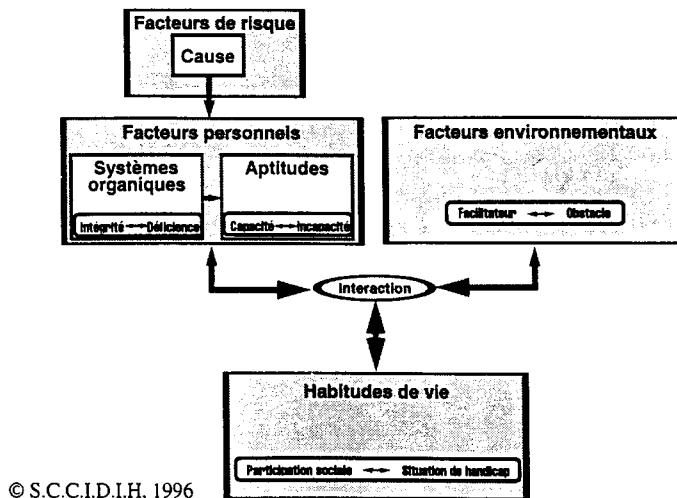 Facteurs de risque
Cause
Facteurs personnels
Systèmes
organiques
Intégrité
Déficience
Aptitudes
Capacité
Incapacité
Facteurs environnementaux
Facilitateur
Obstacle
Interaction
Habitudes de vie
Participation sociale
Situation de handicap
© S.C.C.I.D.I.H. 1996